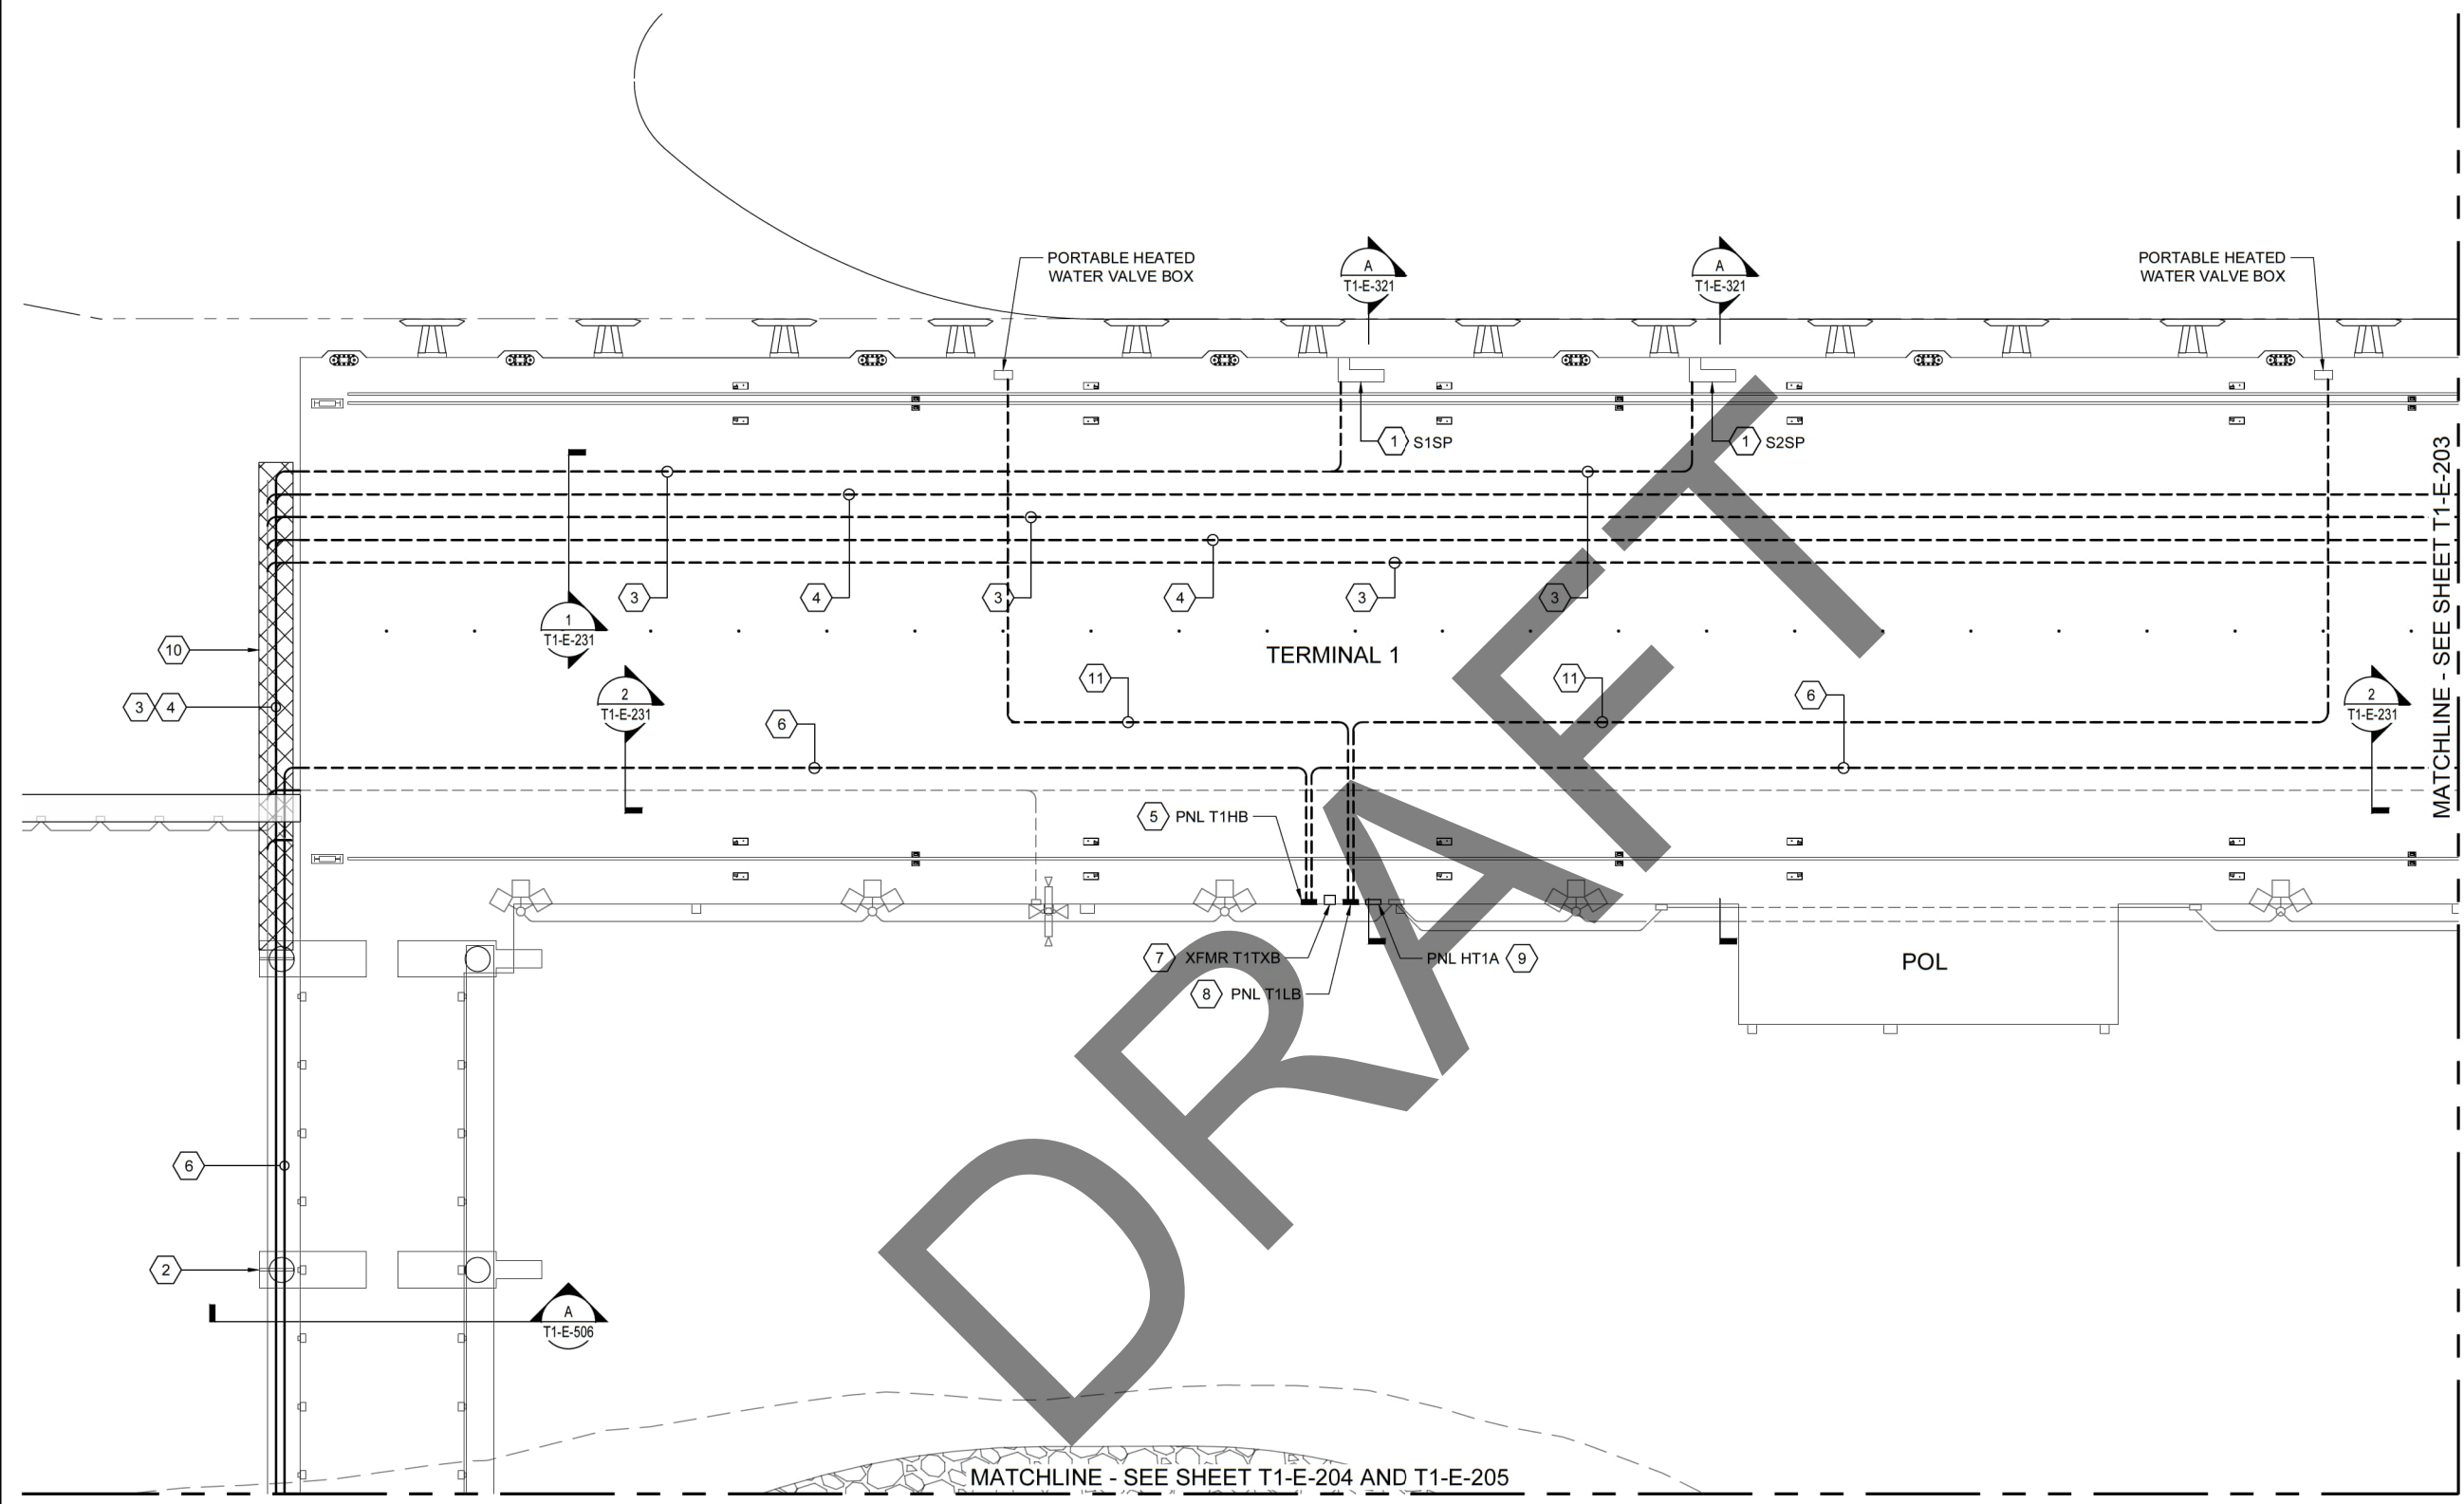 PORTABLE HEATED
WATER VALVE BOX
A
T1-E-321
A
T1-E-321
PORTABLE HEATED
WATER VALVE BOX
1 S1SP
1 S2SP
MATCHLINE - SEE SHEET T1-E-203
3
4
3
4
3
3
1
T1-E-231
10
TERMINAL 1
2
T1-E-231
3 4
11
11
6
6
2
T1-E-231
5 PNL T1HB
7 XFMR T1TXB
PNL HT1A 9
8 PNL T1LB
POL
6
2
A
T1-E-506
MATCHLINE - SEE SHEET T1-E-204 AND T1-E-205
DRAFT